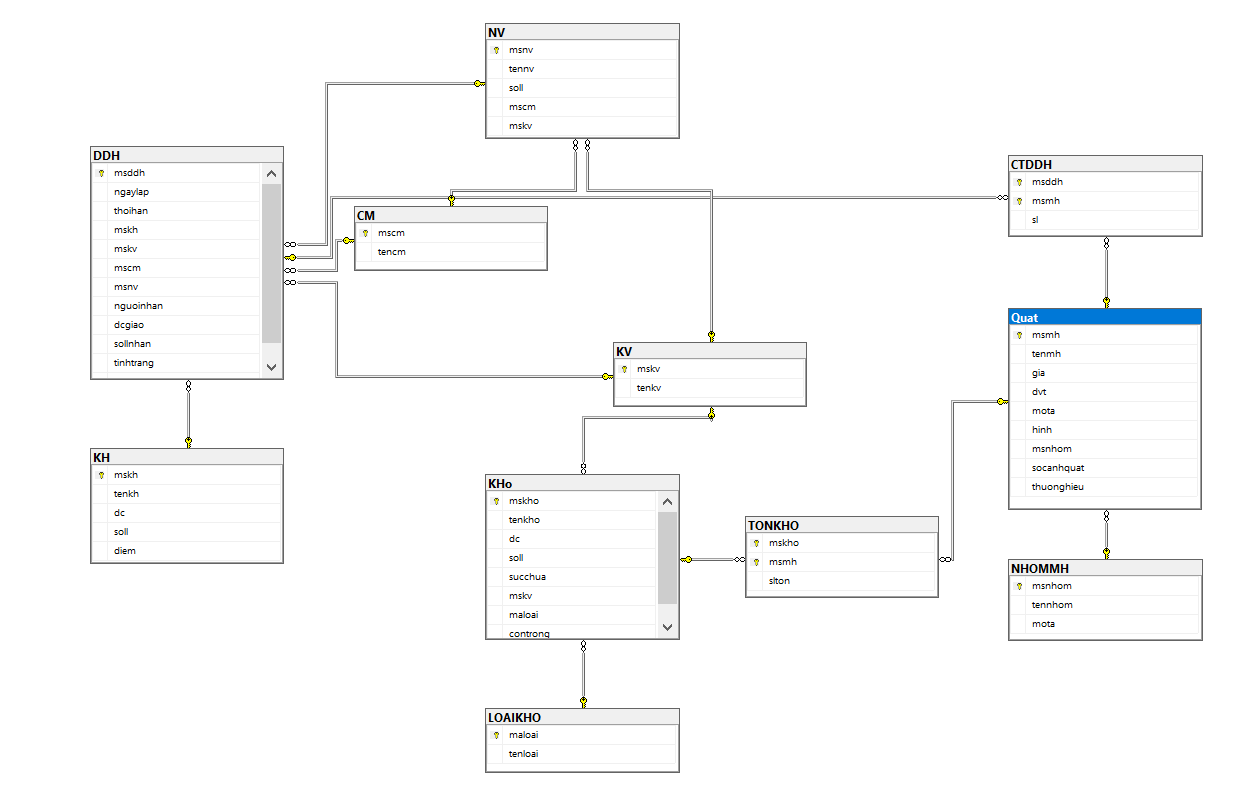 NV
msnv
tennv
soll
mscm
mskv
DDH
msddh
ngaylap
thoihan
mskh
mskv
mscm
msnv
nguoinhan
dcgiao
sollnhan
tinhtrang
CM
mscm
tencm
CTDDH
msddh
msmh
sl
Quat
msmh
tenmh
gia
dvt
mota
hinh
msnhom
socanhquat
thuonghieu
KV
mskv
tenkv
KH
mskh
tenkh
dc
soll
diem
KHo
mskho
tenkho
dc
soll
succhua
mskv
maloai
controng
TONKHO
mskho
msmh
slton
NHOMMH
msnhom
tennhom
mota
LOAIKHO
maloai
tenloai